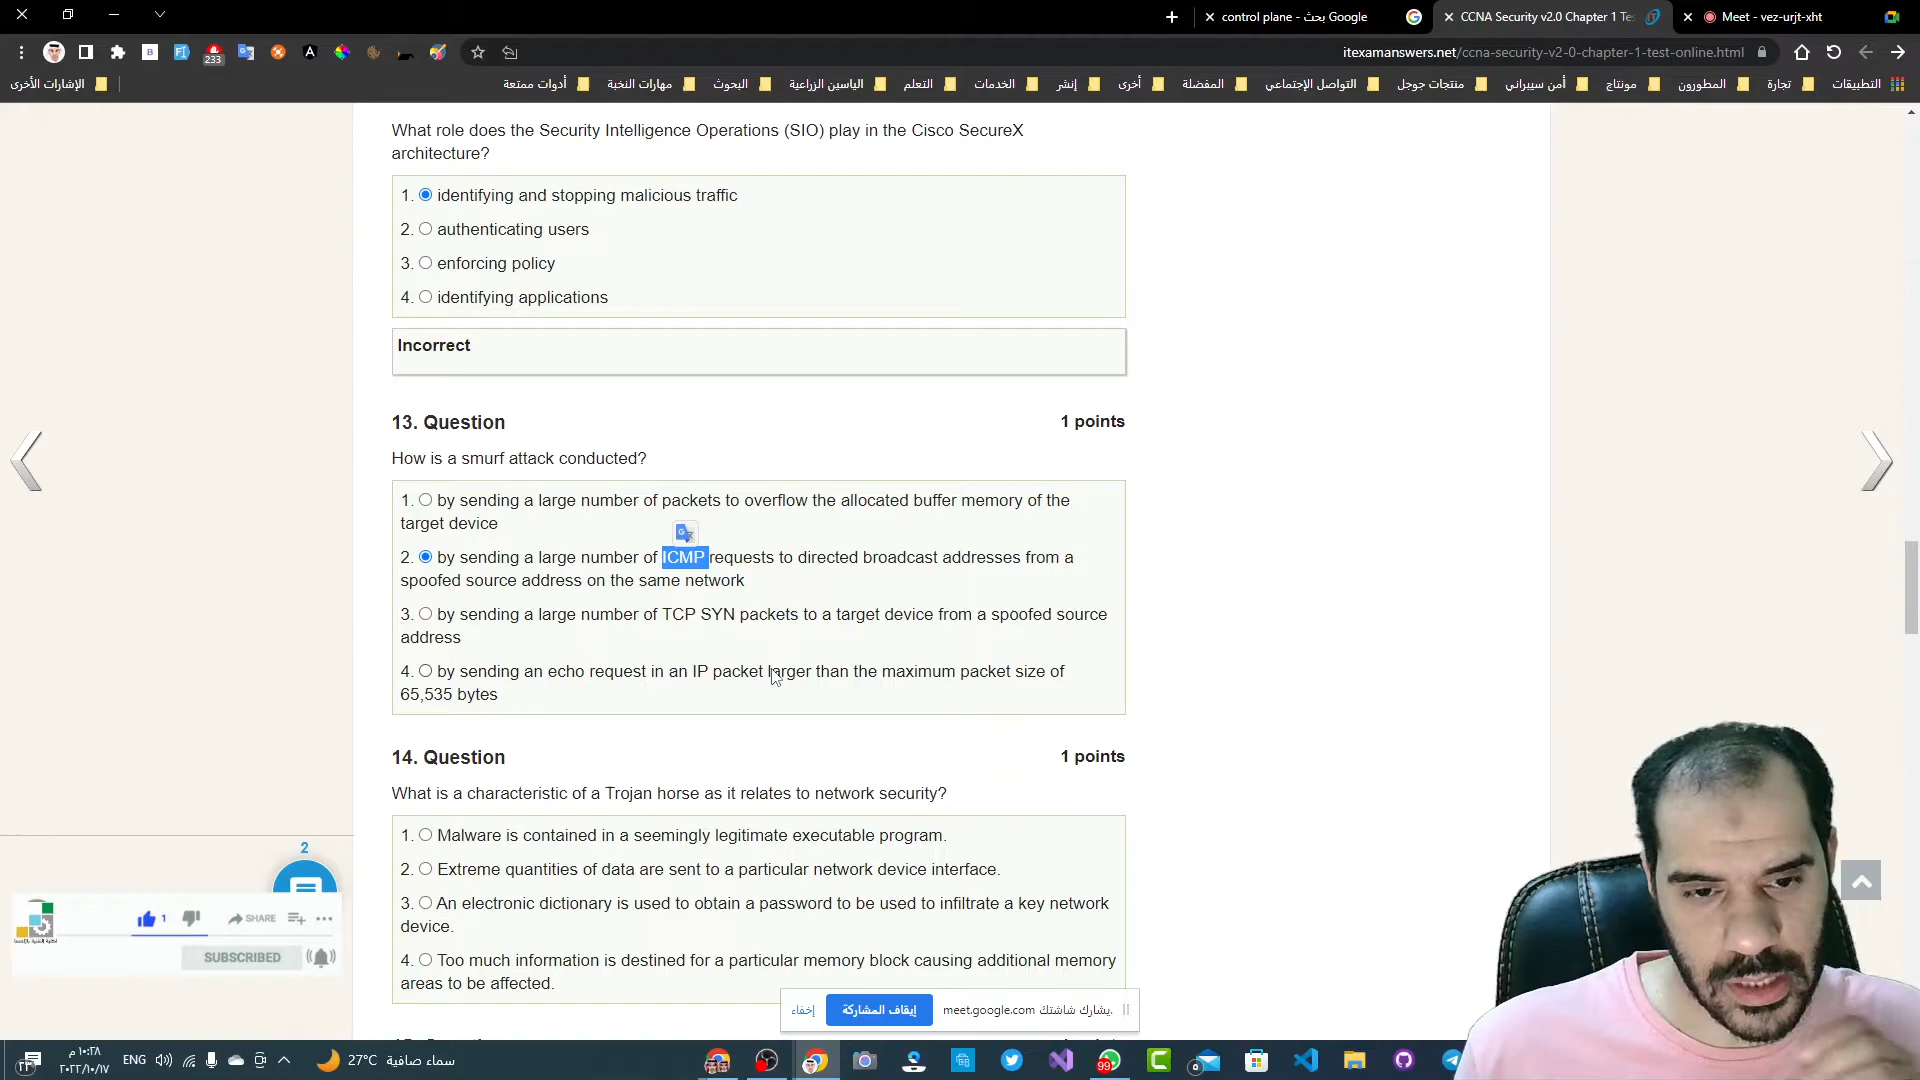 control plane - بحث Google
CCNA Security v2.0 Chapter 1 Tes
Meet - vez-urjt-xht
itexamanswers.net/ccna-security-v2-0-chapter-1-test-online.html
233
التطبيقات
تجارة
المطورون
مونتاج
أمن سيبراني
منتجات جوجل
التواصل الإجتماعي
المفضلة
أخرى
إنشر
الخدمات
التعلم
الياسين الزراعية
البحوث
مهارات النخبة
أدوات ممتعة
الإشارات الأخرى
What role does the Security Intelligence Operations (SIO) play in the Cisco SecureX
architecture?
1. identifying and stopping malicious traffic
2. authenticating users
3. enforcing policy
4. identifying applications
Incorrect
13. Question
1 points
How is a smurf attack conducted?
1. by sending a large number of packets to overflow the allocated buffer memory of the
target device
2. by sending a large number of ICMP requests to directed broadcast addresses from a
spoofed source address on the same network
3. by sending a large number of TCP SYN packets to a target device from a spoofed source
address
4. by sending an echo request in an IP packet larger than the maximum packet size of
65,535 bytes
14. Question
1 points
What is a characteristic of a Trojan horse as it relates to network security?
1. Malware is contained in a seemingly legitimate executable program.
2. Extreme quantities of data are sent to a particular network device interface.
3. An electronic dictionary is used to obtain a password to be used to infiltrate a key network
device.
4. Too much information is destined for a particular memory block causing additional memory
areas to be affected.
2
1
SHARE
SUBSCRIBED
يشارك شاشتك meet.google.com.
إيقاف المشاركة
إخفاء
١٠:٢٨ م
٢٠٢٢/١٠/١٧
ENG
27°C
سماء صافية
99